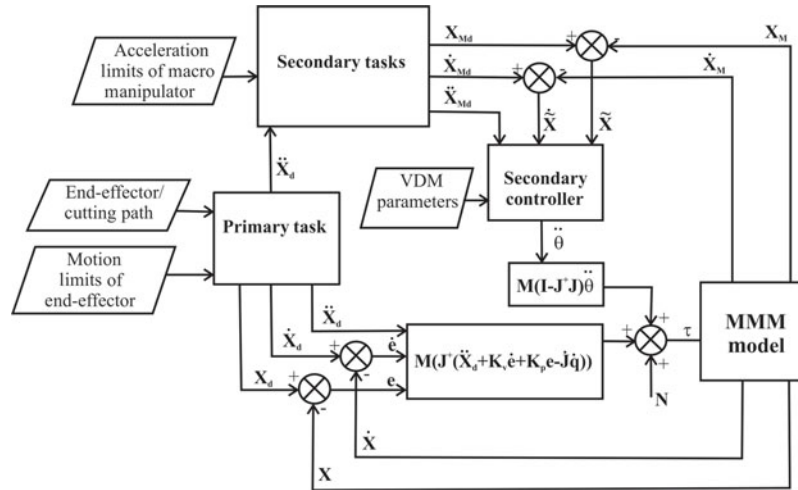 Acceleration
limits of macro
manipulator
Secondary tasks
X_Md
Ẋ_Md
Ẍ_Md
+
-
+
-
X_M
Ẋ_M
X̃̇
X̃
Ẍ_d
End-effector/
cutting path
Motion
limits of
end-effector
Primary task
VDM
parameters
Secondary
controller
θ̈
M(I-J⁺J)θ̈
Ẍ_d
Ẋ_d
X_d
+
-
ė
+
-
e
M(J⁺(Ẍ_d+K_vė+K_pe-J̇q̇))
+
+
+
N
τ
MMM
model
Ẋ
X